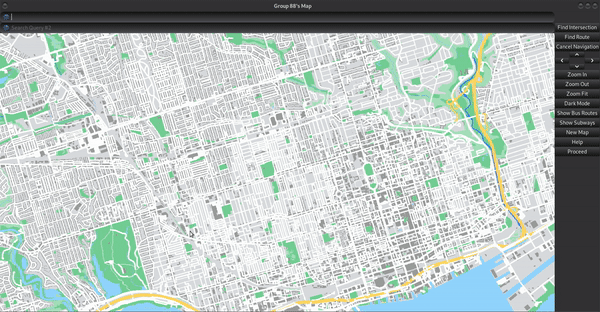 Group 88's Map
Search Query #2
Find Intersection
Find Route
Cancel Navigation
Zoom In
Zoom Out
Zoom Fit
Dark Mode
Show Bus Routes
Show Subways
New Map
Help
Proceed